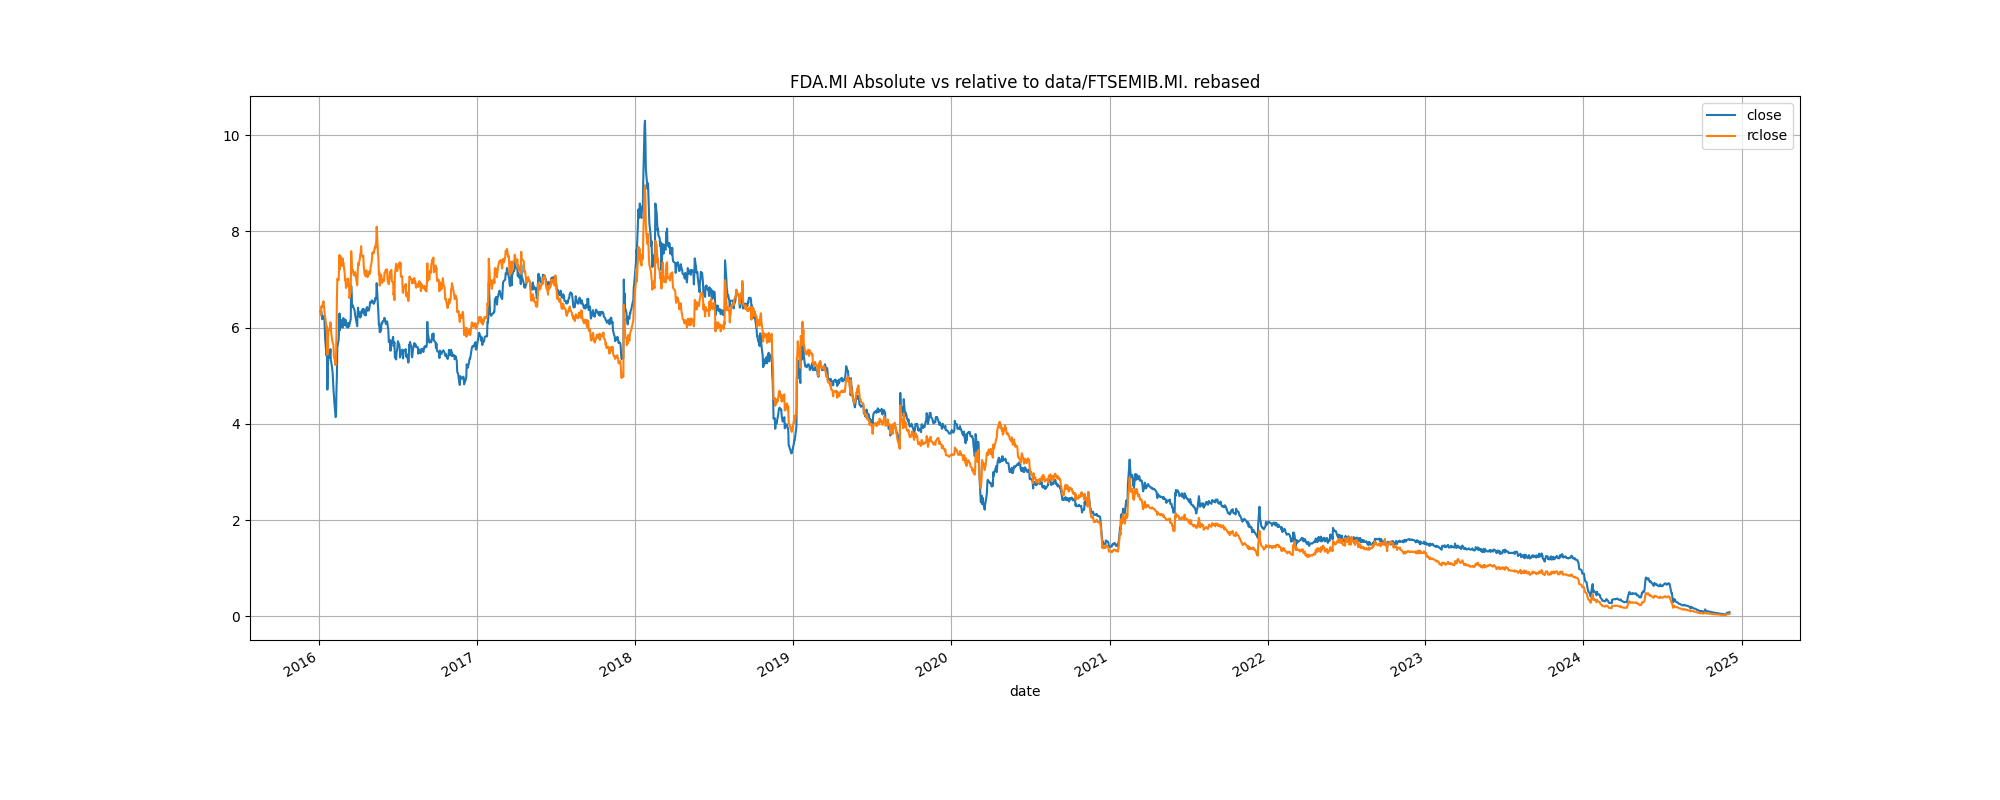 FDA.MI Absolute vs relative to data/FTSEMIB.MI. rebased
close
rclose
10
8
6
4
2
0
2016 2017 2018 2019 2020 2021 2022 2023 2024 2025
date